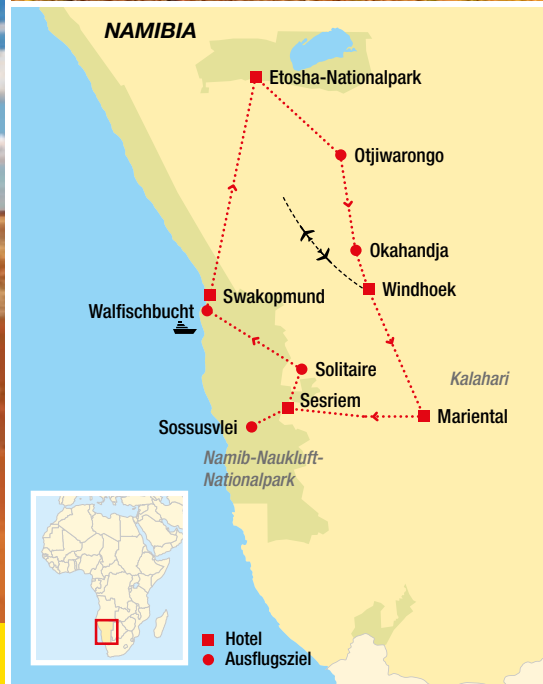 NAMIBIA
Etosha-Nationalpark
Otjiwarongo
Okahandja
Windhoek
Swakopmund
Walfischbucht
Solitaire
Kalahari
Sesriem
Mariental
Sossusvlei
Namib-Naukluft-
Nationalpark
Hotel
Ausflugsziel